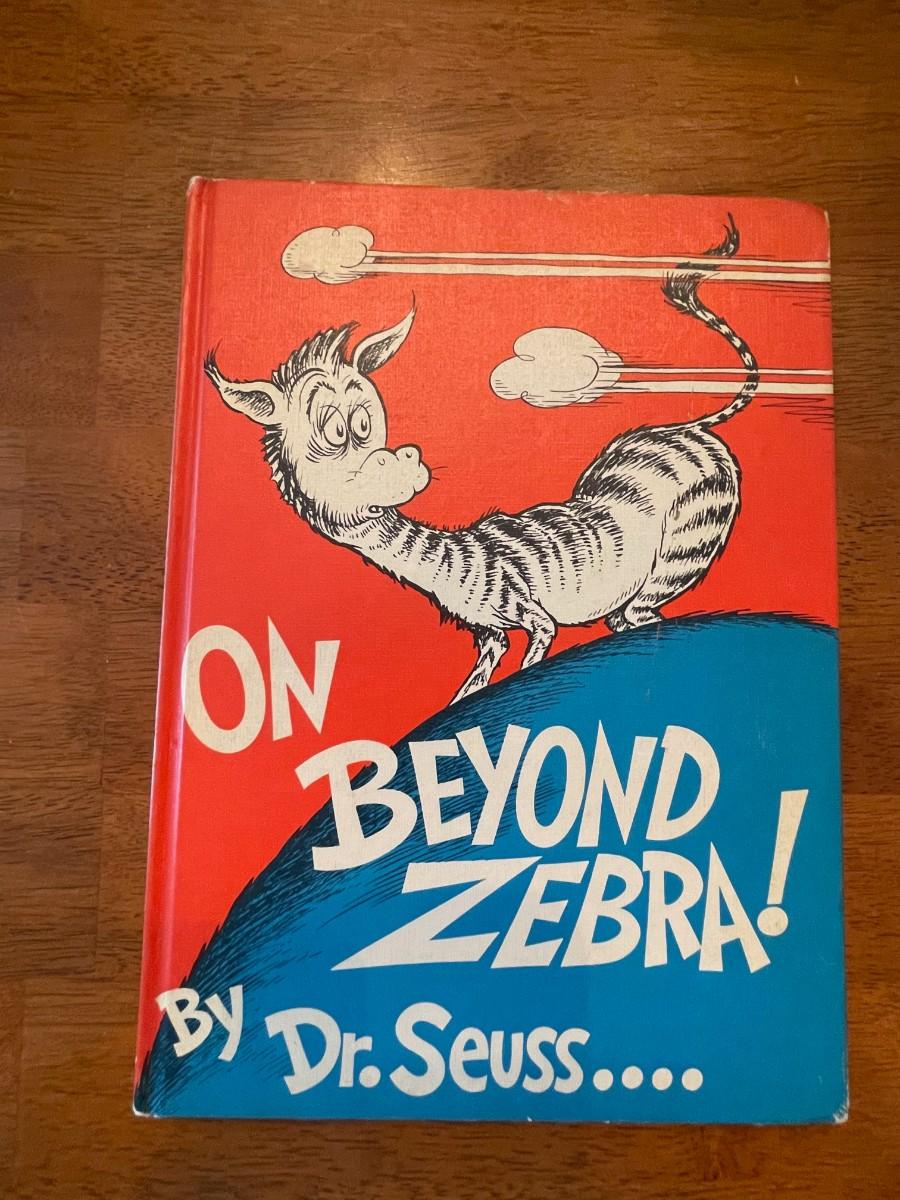 ON
BEYOND
ZEBRA!
By Dr. Seuss....